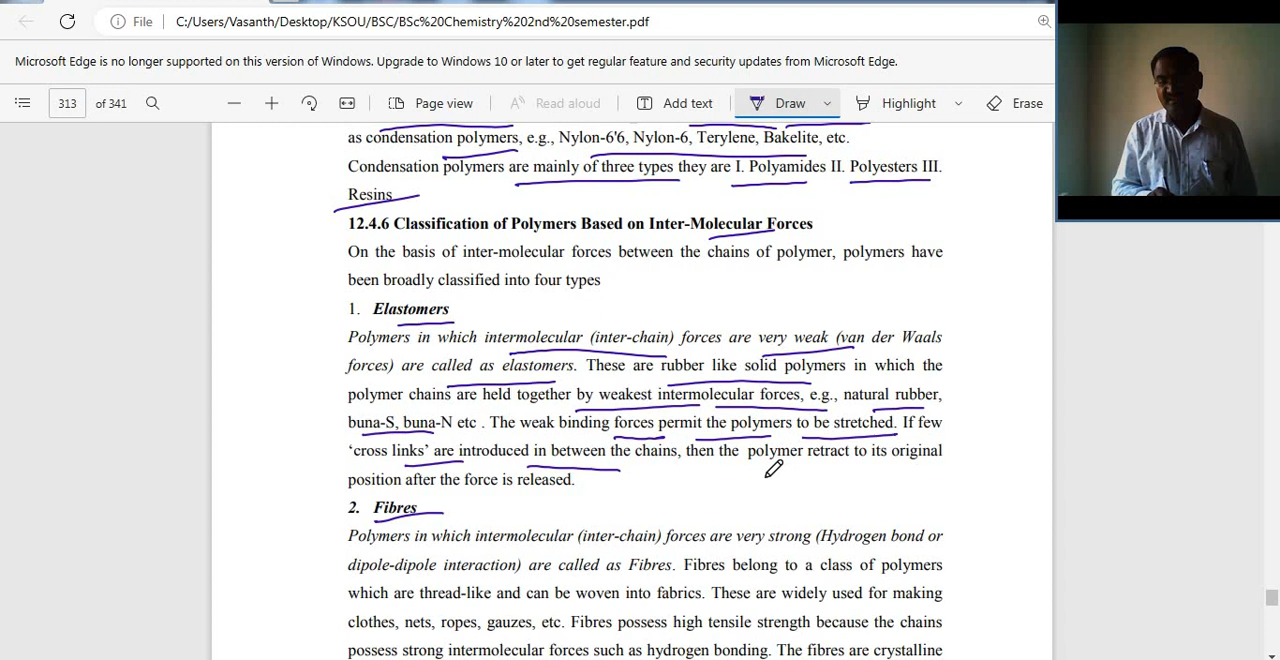 File
C:/Users/Vasanth/Desktop/KSOU/BSC/BSc%20Chemistry%202nd%20semester.pdf
Microsoft Edge is no longer supported on this version of Windows. Upgrade to Windows 10 or later to get regular feature and security updates from Microsoft Edge.
313 of 341 Page view Read aloud Add text Draw Highlight Erase
as condensation polymers, e.g., Nylon-6'6, Nylon-6, Terylene, Bakelite, etc.
Condensation polymers are mainly of three types they are I. Polyamides II. Polyesters III.
Resins
12.4.6 Classification of Polymers Based on Inter-Molecular Forces
On the basis of inter-molecular forces between the chains of polymer, polymers have
been broadly classified into four types
1. Elastomers
Polymers in which intermolecular (inter-chain) forces are very weak (van der Waals
forces) are called as elastomers. These are rubber like solid polymers in which the
polymer chains are held together by weakest intermolecular forces, e.g., natural rubber,
buna-S, buna-N etc . The weak binding forces permit the polymers to be stretched. If few
‘cross links’ are introduced in between the chains, then the polymer retract to its original
position after the force is released.
2. Fibres
Polymers in which intermolecular (inter-chain) forces are very strong (Hydrogen bond or
dipole-dipole interaction) are called as Fibres. Fibres belong to a class of polymers
which are thread-like and can be woven into fabrics. These are widely used for making
clothes, nets, ropes, gauzes, etc. Fibres possess high tensile strength because the chains
possess strong intermolecular forces such as hydrogen bonding. The fibres are crystalline